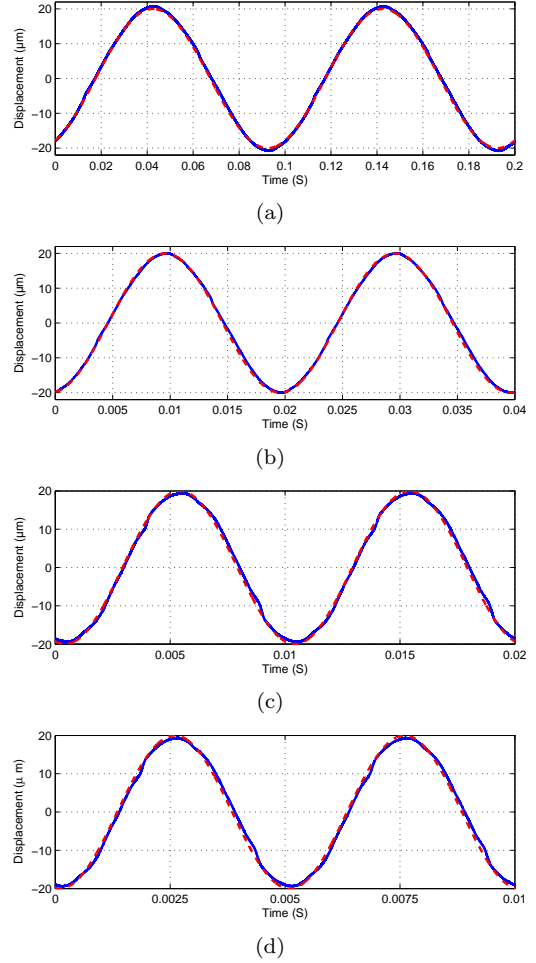 20
10
0
−10
−20
Displacement (µm)
0 0.02 0.04 0.06 0.08 0.1 0.12 0.14 0.16 0.18 0.2
Time (S)
(a)
20
10
0
−10
−20
Displacement (µm)
0 0.005 0.01 0.015 0.02 0.025 0.03 0.035 0.04
Time (S)
(b)
20
10
0
−10
−20
Displacement (µm)
0 0.005 0.01 0.015 0.02
Time (S)
(c)
20
10
0
−10
−20
Displacement (µ m)
0 0.0025 0.005 0.0075 0.01
Time (S)
(d)